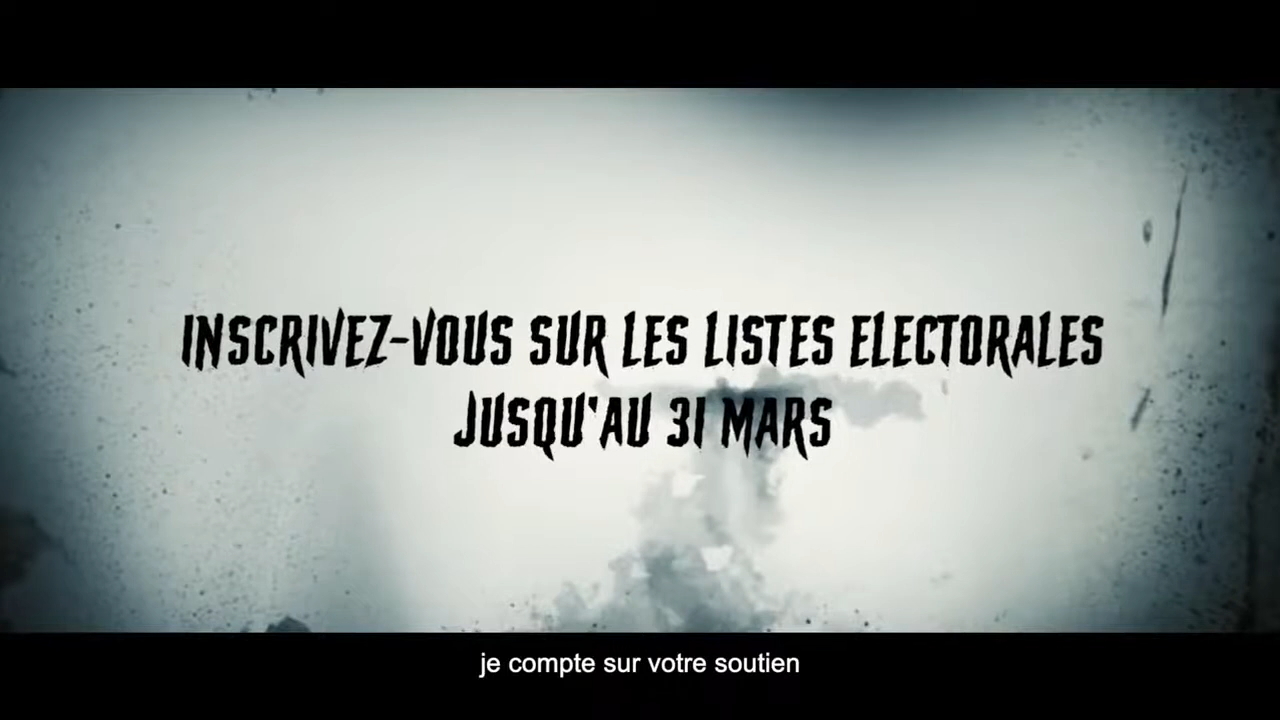 INSCRIVEZ-VOUS SUR LES LISTES ELECTORALES
JUSQU'AU 31 MARS
je compte sur votre soutien